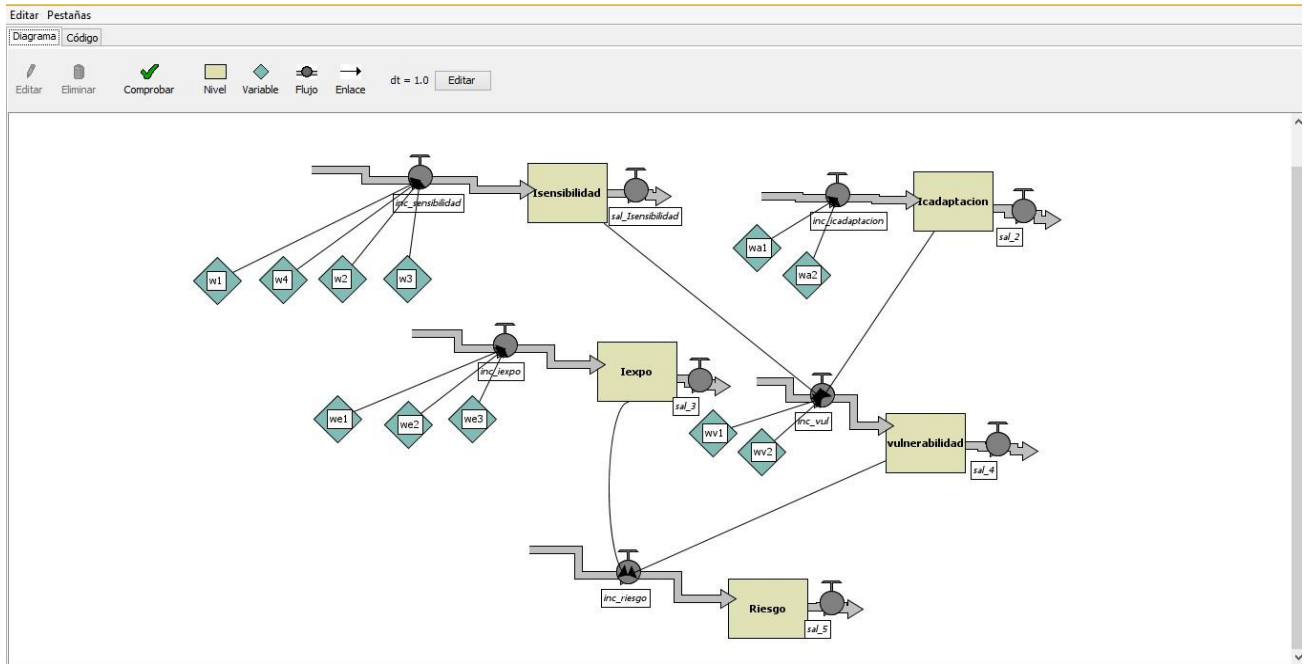 Editar Pestañas
Diagrama Código
Editar Eliminar Comprobar Nivel Variable Flujo Enlace dt = 1.0 Editar
Isensibilidad
inc_sensibilidad
sal_Isensibilidad
w1
w4
w2
w3
Icadaptacion
inc_icadaptacion
sal_2
wa1
wa2
inc_iexpo
Iexpo
sal_3
we1
we2
we3
inc_vul
wv1
wv2
vulnerabilidad
sal_4
inc_riesgo
Riesgo
sal_5